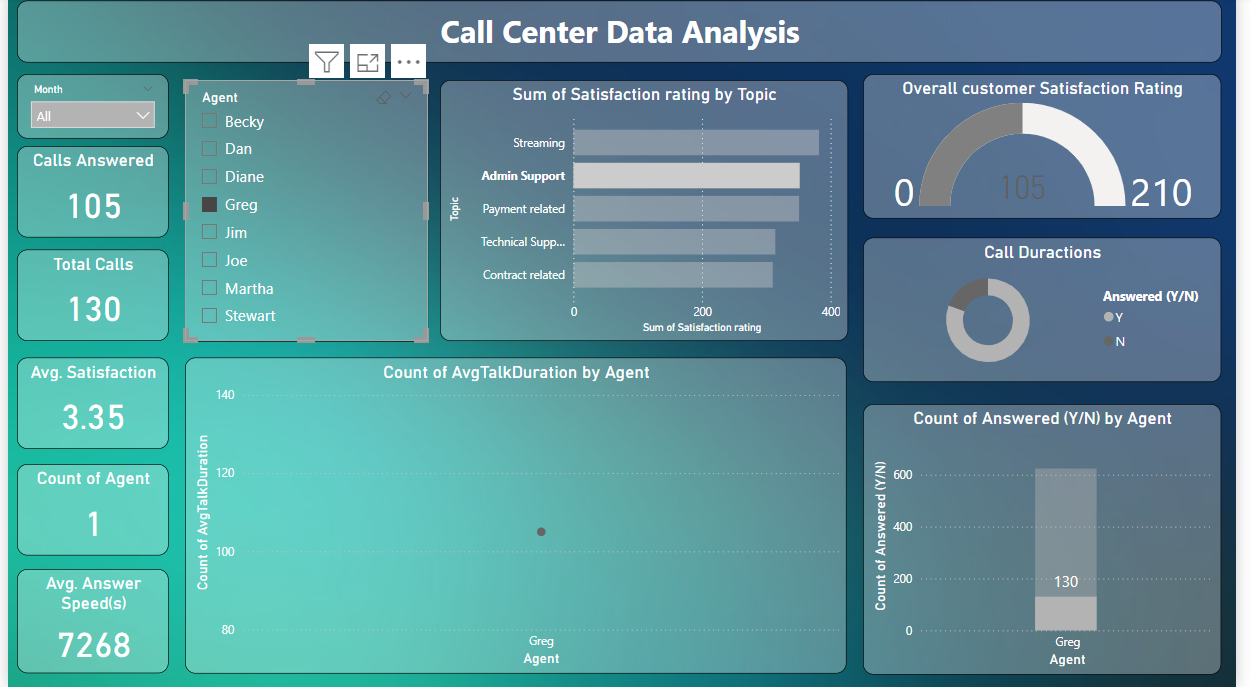 Call Center Data Analysis
Month
All
Calls Answered
105
Total Calls
130
Avg. Satisfaction
3.35
Count of Agent
1
Avg. Answer
Speed(s)
7268
Agent
Becky
Dan
Diane
Greg
Jim
Joe
Martha
Stewart
Sum of Satisfaction rating by Topic
Topic
Streaming
Admin Support
Payment related
Technical Supp...
Contract related
0 200 400
Sum of Satisfaction rating
Overall customer Satisfaction Rating
0 105 210
Call Duractions
Answered (Y/N)
Y
N
Count of AvgTalkDuration by Agent
Count of AvgTalkDuration
140
120
100
80
Greg
Agent
Count of Answered (Y/N) by Agent
Count of Answered (Y/N)
600
400
200
0
130
Greg
Agent